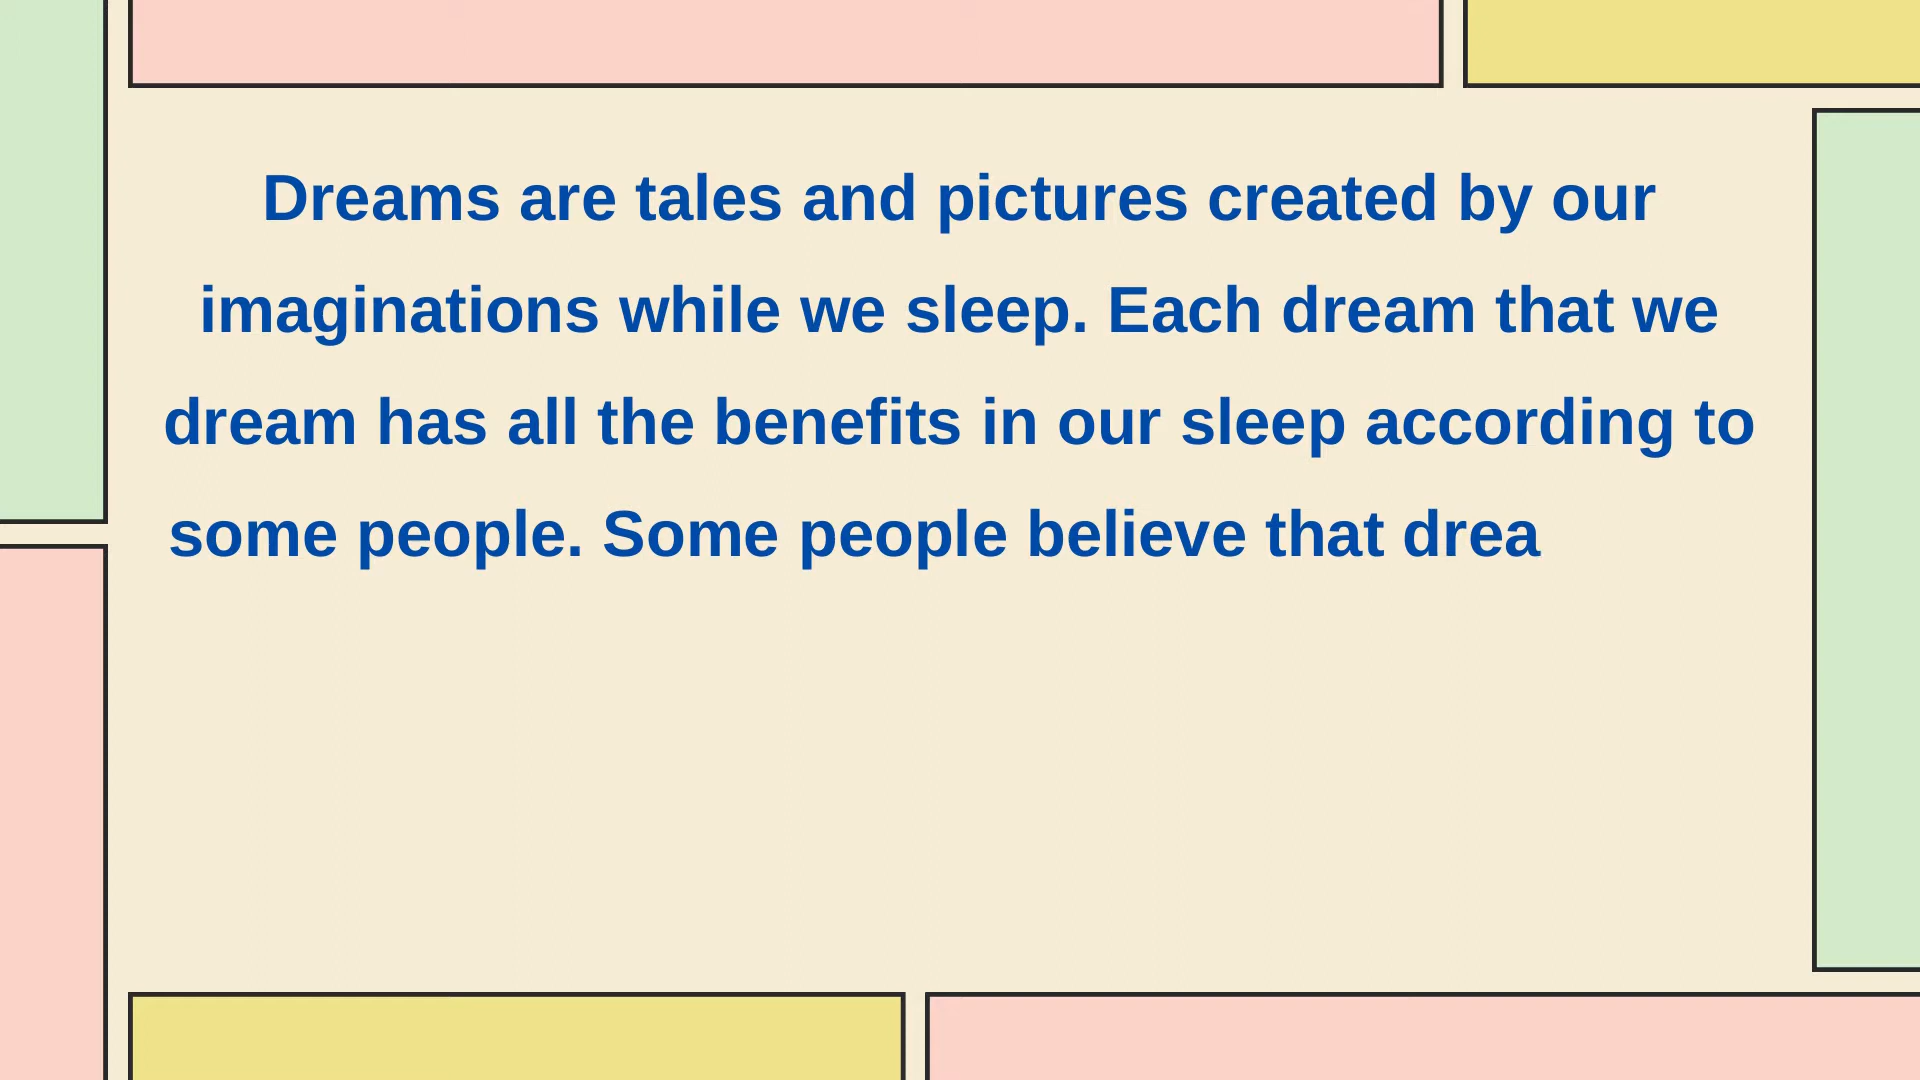 Dreams are tales and pictures created by our
imaginations while we sleep. Each dream that we
dream has all the benefits in our sleep according to
some people. Some people believe that drea